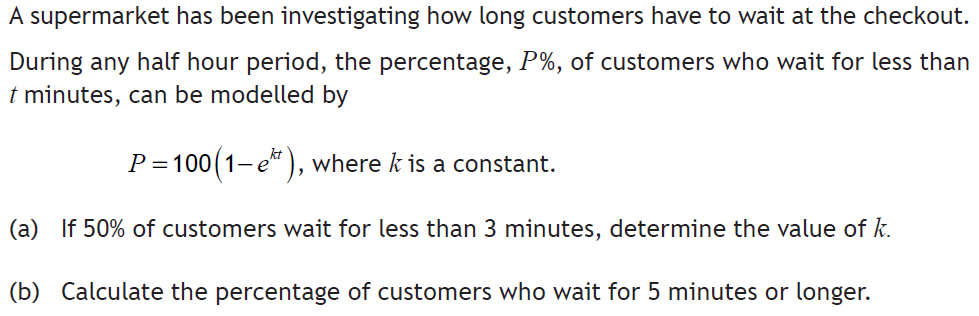 A supermarket has been investigating how long customers have to wait at the checkout.
During any half hour period, the percentage, P%, of customers who wait for less than
t minutes, can be modelled by
P = 100(1 − e^{kt}), where k is a constant.
(a) If 50% of customers wait for less than 3 minutes, determine the value of k.
(b) Calculate the percentage of customers who wait for 5 minutes or longer.